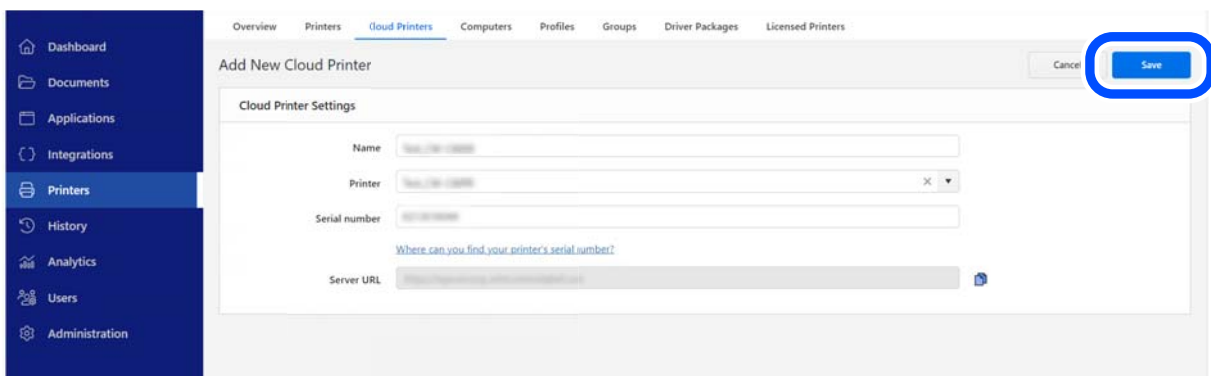 Overview Printers Cloud Printers Computers Profiles Groups Driver Packages Licensed Printers
Dashboard
Documents
Applications
Integrations
Printers
History
Analytics
Users
Administration
Add New Cloud Printer
Cancel Save
Cloud Printer Settings
Name
Printer
Serial number
Where can you find your printer's serial number?
Server URL